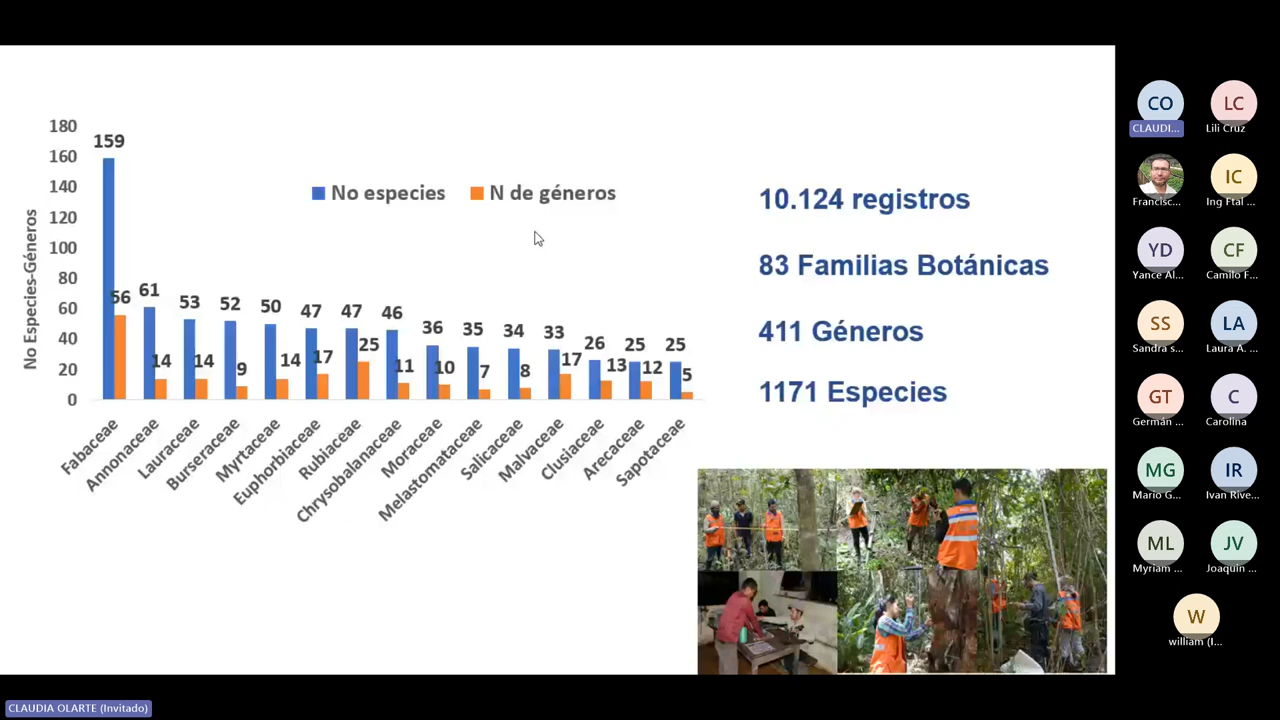 180
160
140
120
100
80
60
40
20
0
No Especies-Géneros
No especies
N de géneros
159
56
61
14
53
14
52
9
50
14
47
17
47
25
46
11
36
10
35
7
34
8
33
17
26
13
25
12
25
5
Fabaceae
Annonaceae
Lauraceae
Burseraceae
Myrtaceae
Euphorbiaceae
Rubiaceae
Chrysobalanaceae
Moraceae
Melastomataceae
Salicaceae
Malvaceae
Clusiaceae
Arecaceae
Sapotaceae
10.124 registros
83 Familias Botánicas
411 Géneros
1171 Especies
CO
CLAUDI...
LC
Lili Cruz
Francisc...
IC
Ing Ftal ...
YD
Yance Al...
CF
Camilo F...
SS
Sandra s...
LA
Laura A. ...
GT
Germán ...
C
Carolina
MG
Mario G...
IR
Ivan Rive...
ML
Myriam ...
JV
Joaquin ...
W
william (I...
CLAUDIA OLARTE (Invitado)